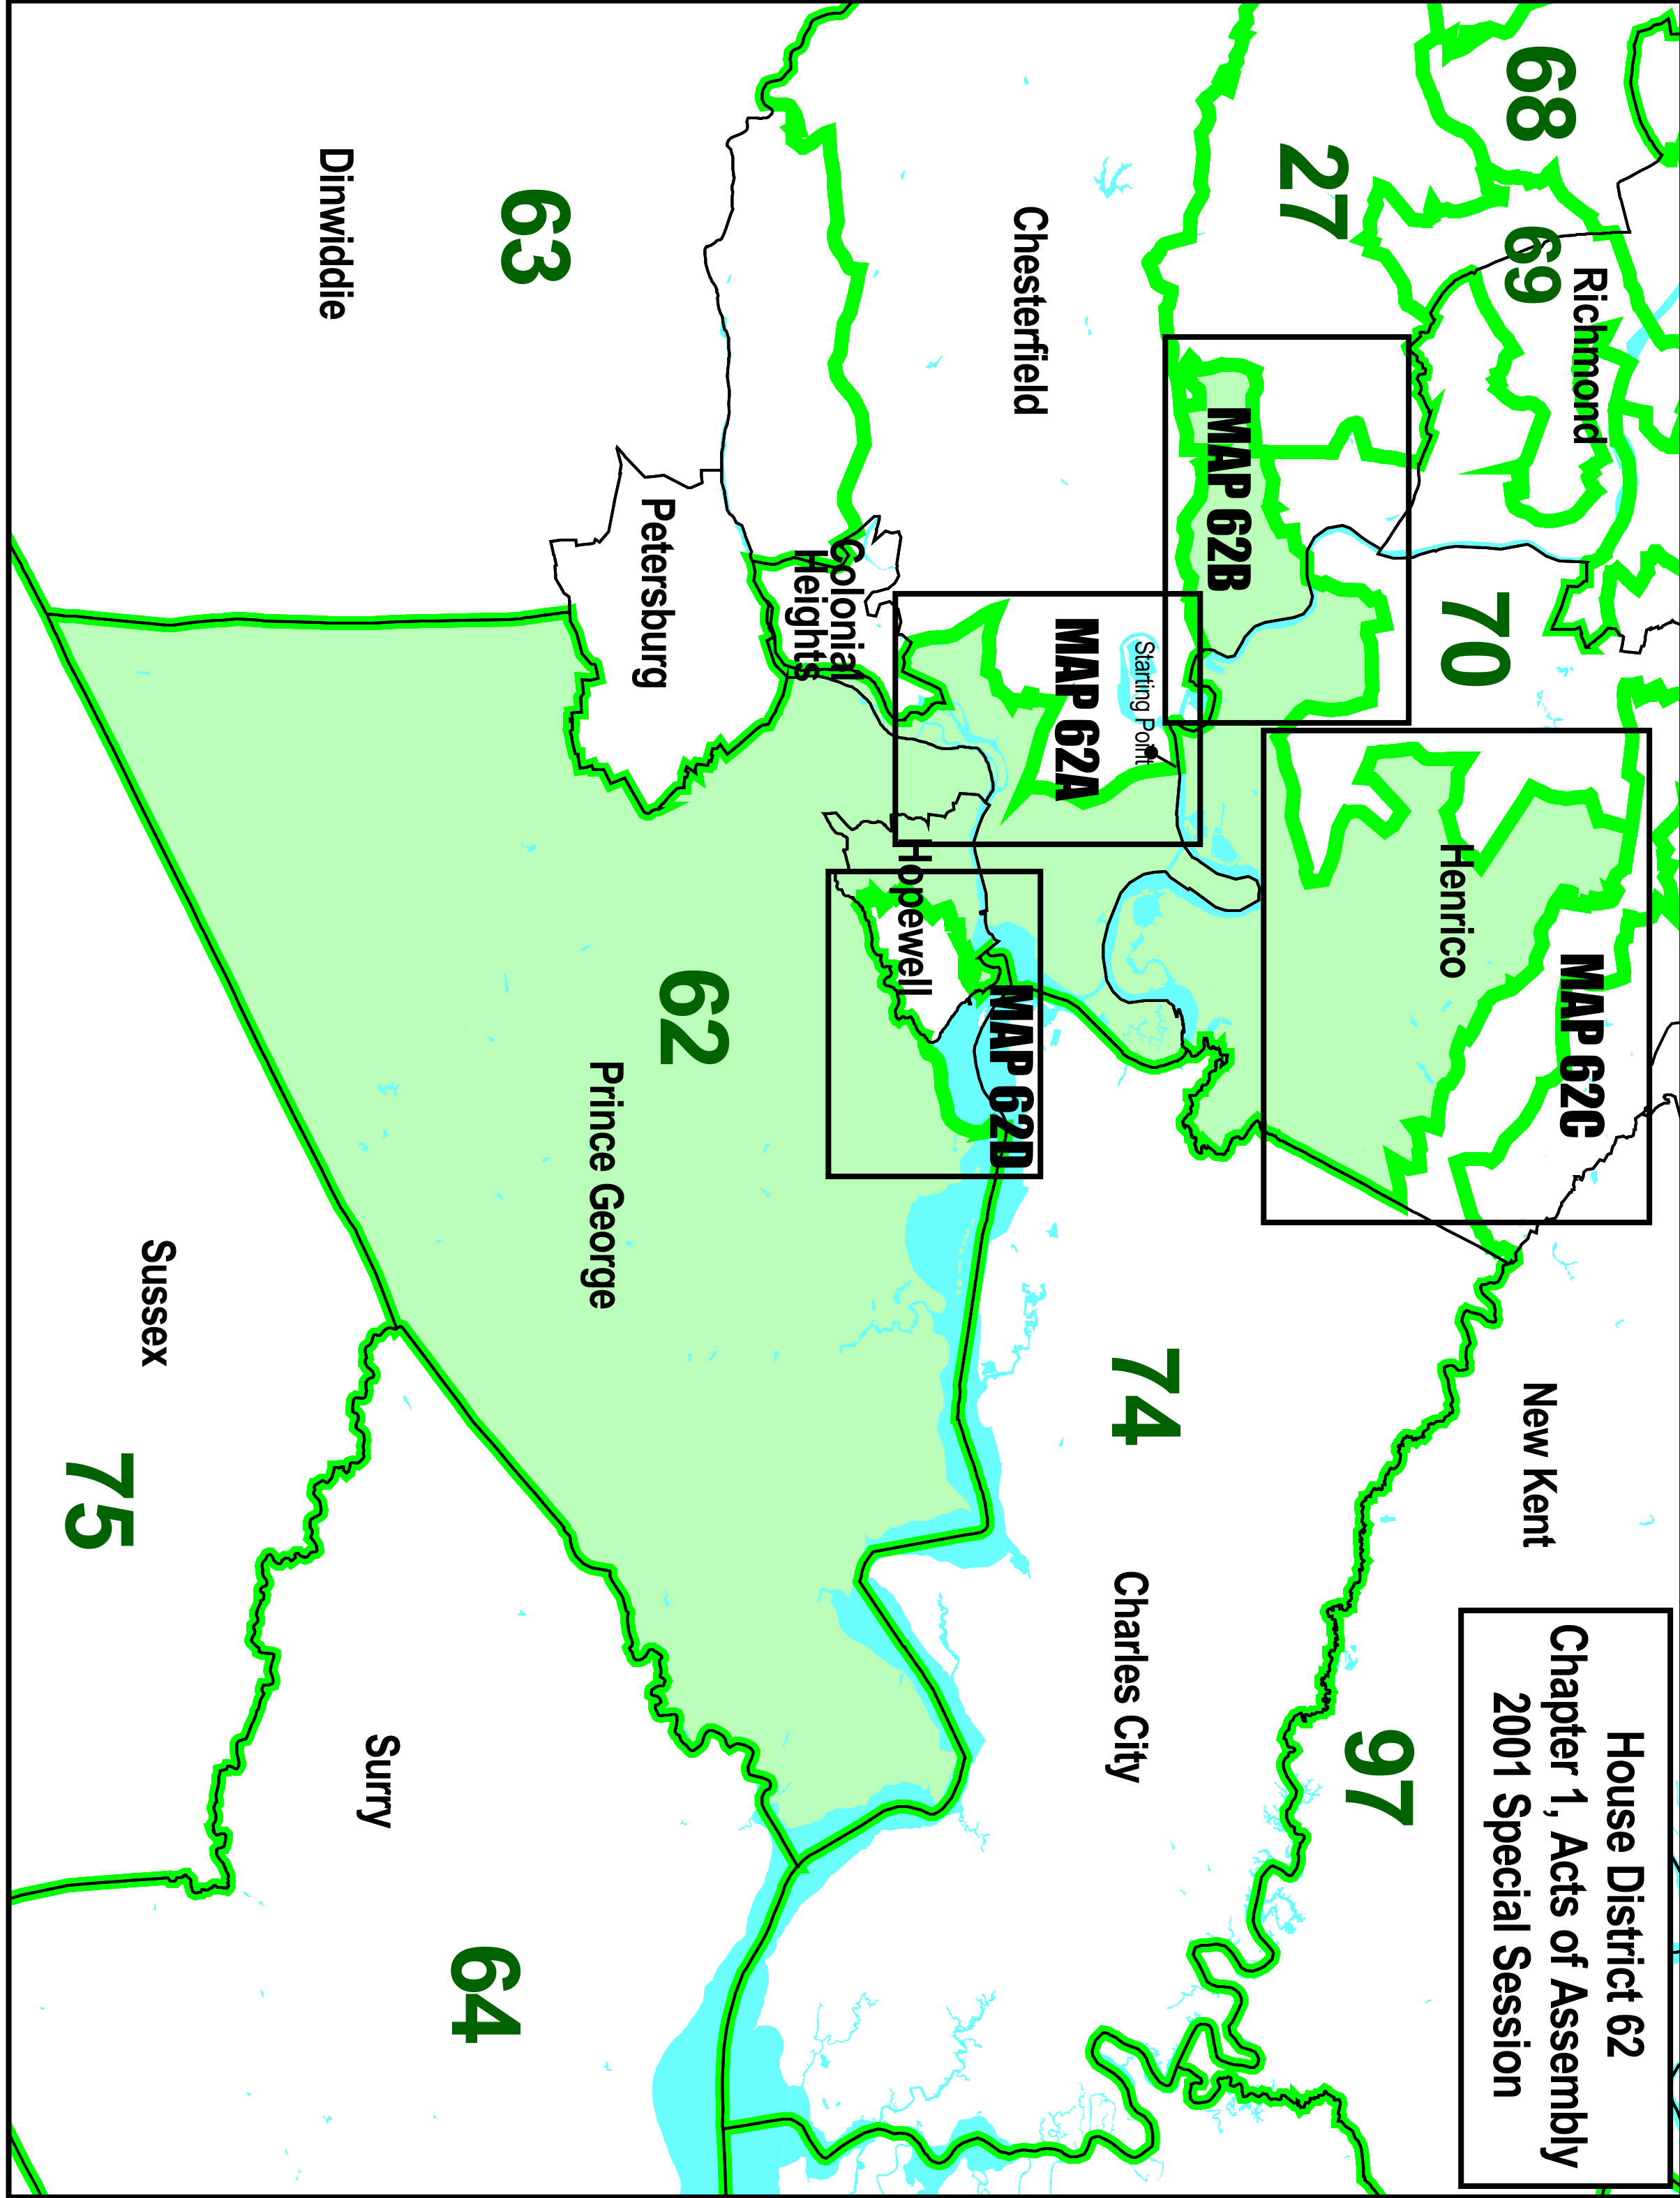 House District 62
Chapter 1, Acts of Assembly
2001 Special Session
68
69
Richmond
27
70
Henrico
MAP 62C
New Kent
97
MAP 62B
Chesterfield
Starting Point
MAP 62A
74
Charles City
Colonial
Heights
Hopewell
MAP 62D
63
Petersburg
62
Prince George
Dinwiddie
Surry
64
Sussex
75